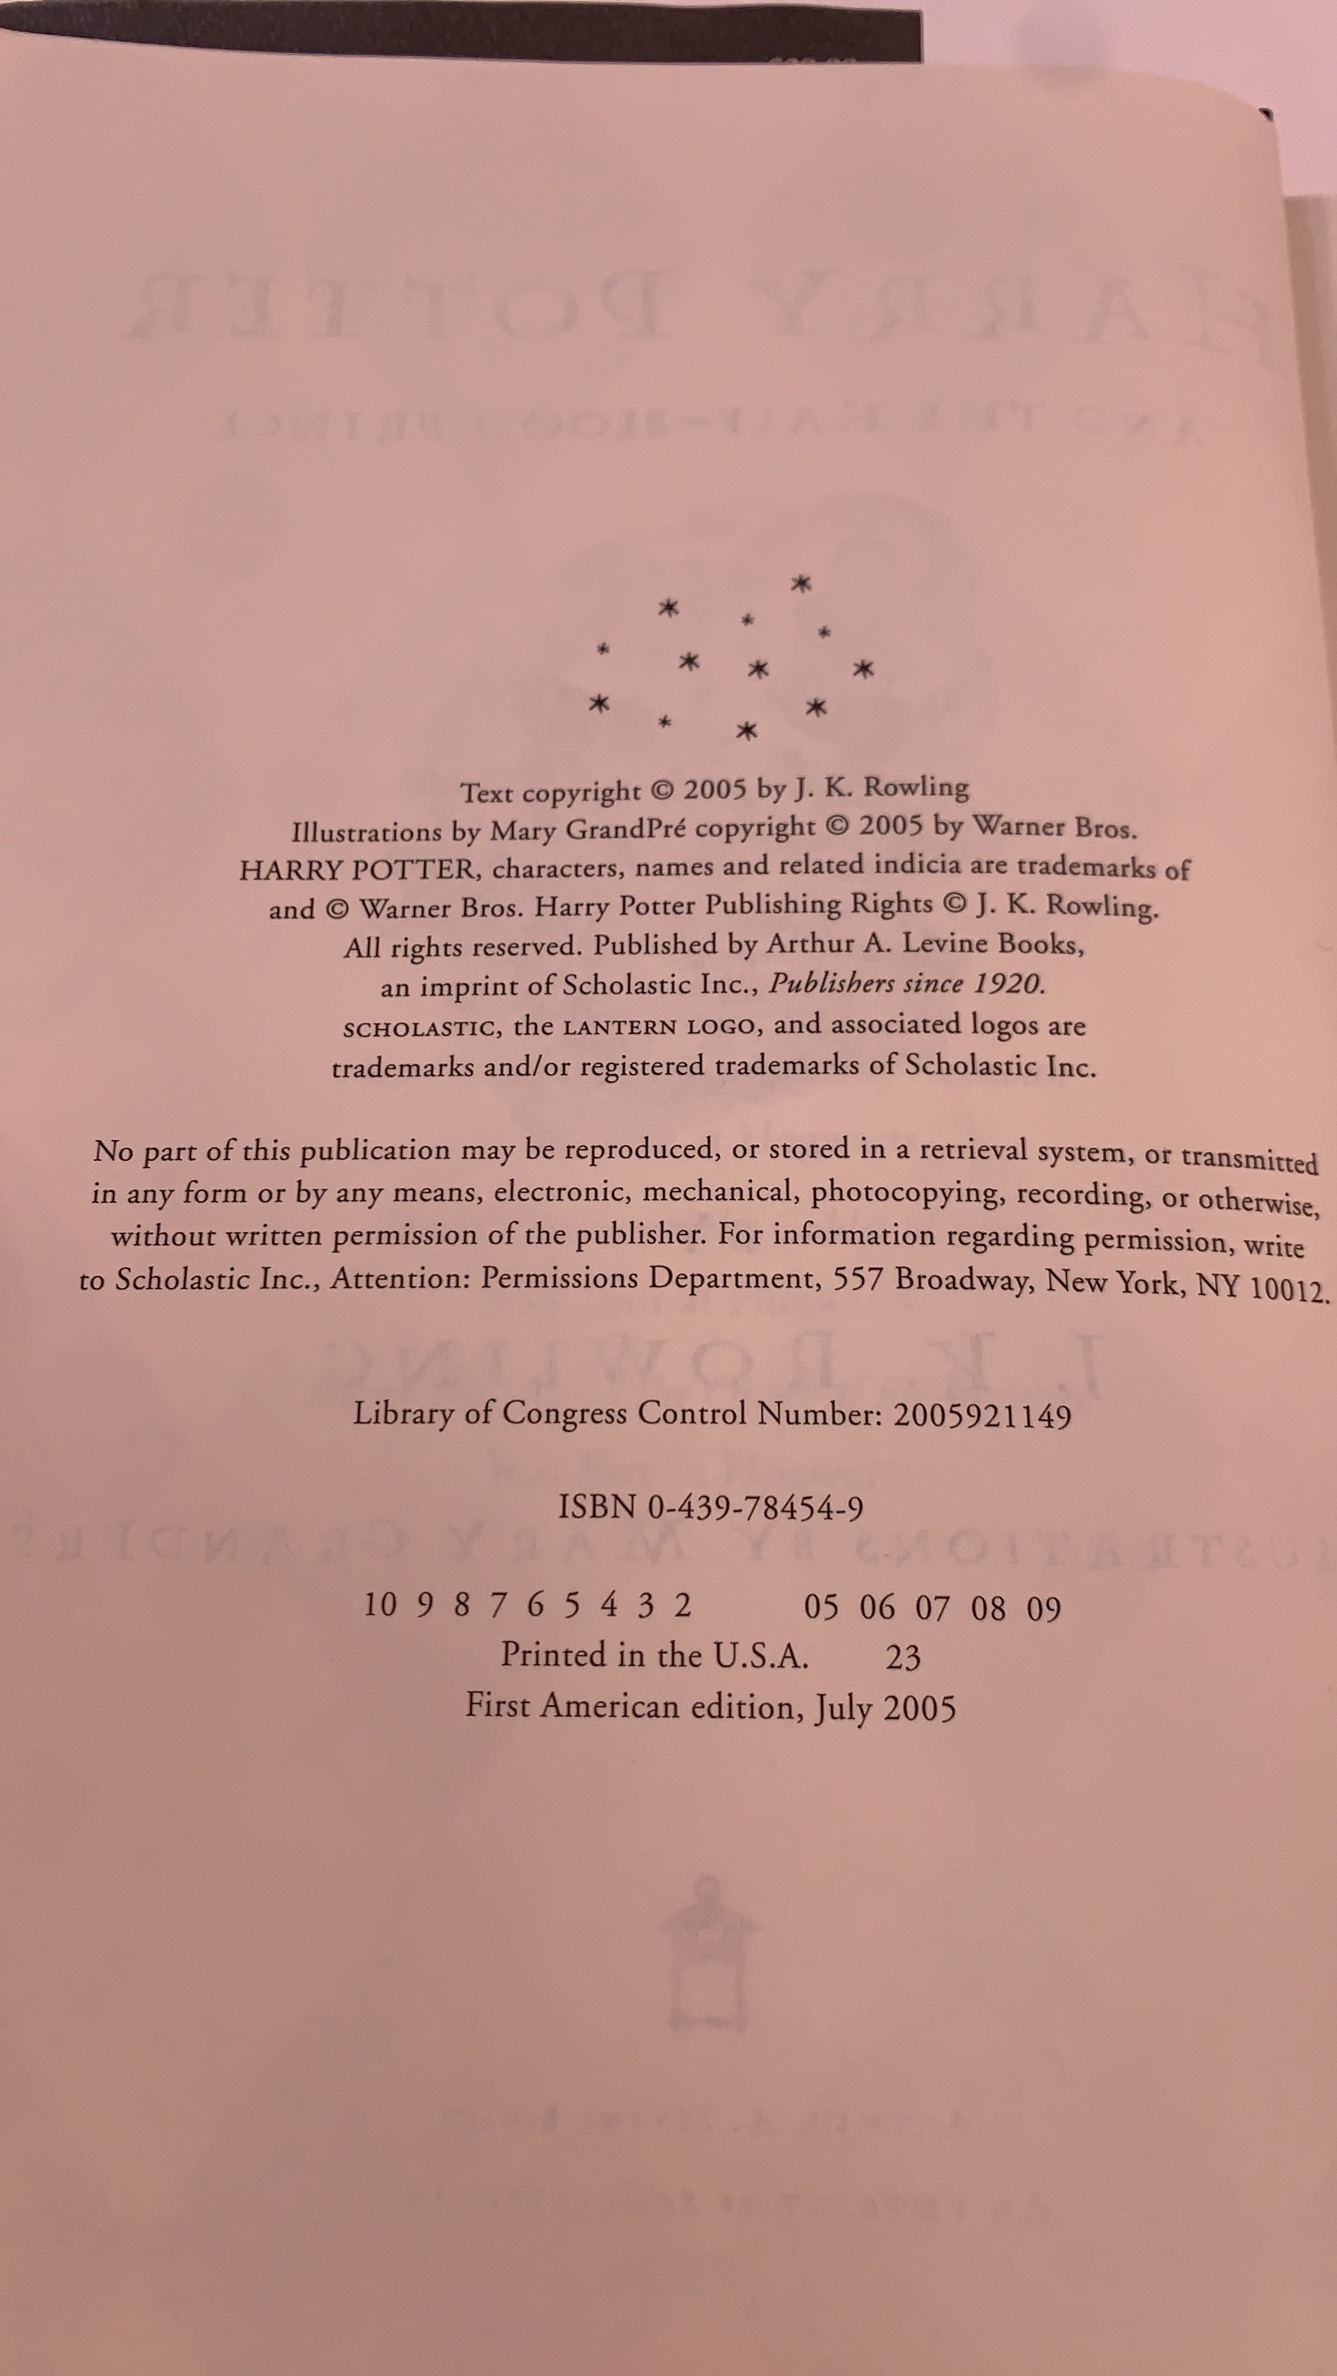 Text copyright © 2005 by J. K. Rowling
Illustrations by Mary GrandPré copyright © 2005 by Warner Bros.
HARRY POTTER, characters, names and related indicia are trademarks of
and © Warner Bros. Harry Potter Publishing Rights © J. K. Rowling.
All rights reserved. Published by Arthur A. Levine Books,
an imprint of Scholastic Inc., Publishers since 1920.
SCHOLASTIC, the LANTERN LOGO, and associated logos are
trademarks and/or registered trademarks of Scholastic Inc.
No part of this publication may be reproduced, or stored in a retrieval system, or transmitted
in any form or by any means, electronic, mechanical, photocopying, recording, or otherwise,
without written permission of the publisher. For information regarding permission, write
to Scholastic Inc., Attention: Permissions Department, 557 Broadway, New York, NY 10012.
Library of Congress Control Number: 2005921149
ISBN 0-439-78454-9
10 9 8 7 6 5 4 3 2 05 06 07 08 09
Printed in the U.S.A. 23
First American edition, July 2005